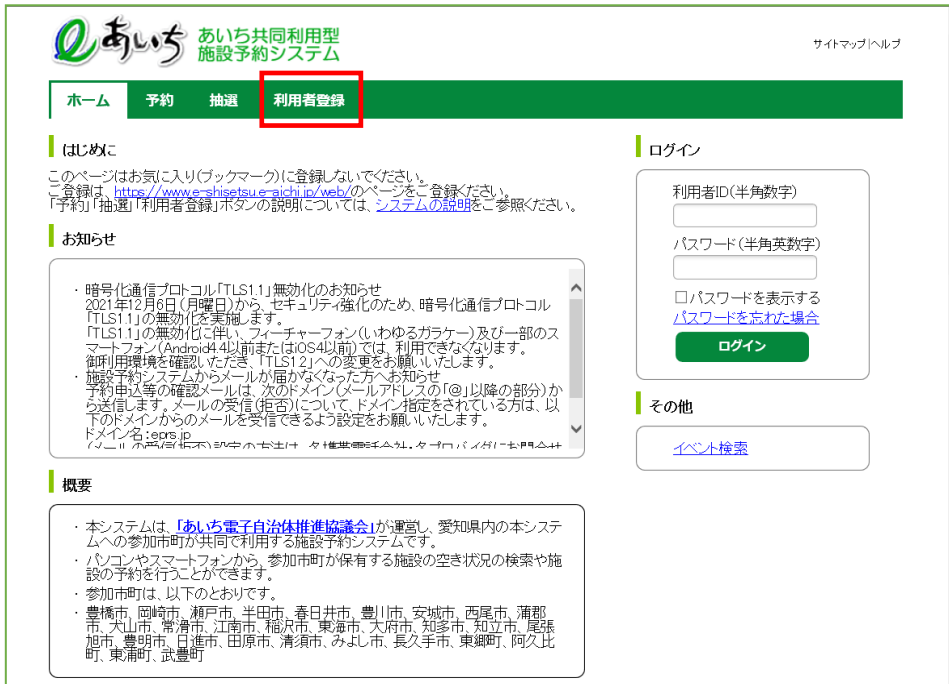 eあいち あいち共同利用型
施設予約システム
サイトマップ|ヘルプ
ホーム 予約 抽選 利用者登録
はじめに
このページはお気に入り(ブックマーク)に登録しないでください。
ご登録は、https://www.e-shisetsu.e-aichi.jp/web/のページをご登録ください。
「予約」「抽選」「利用者登録」ボタンの説明については、システムの説明をご参照ください。
お知らせ
・暗号化通信プロトコル「TLS1.1」無効化のお知らせ
2021年12月6日(月曜日)から、セキュリティ強化のため、暗号化通信プロトコル
「TLS1.1」の無効化を実施します。
「TLS1.1」の無効化に伴い、フィーチャーフォン(いわゆるガラケー)及び一部のス
マートフォン(Android4.4以前またはiOS4以前)では、利用できなくなります。
御利用環境を確認いただき、「TLS1.2」への変更をお願いいたします。
・施設予約システムからメールが届かなくなった方へお知らせ
予約申込等の確認メールは、次のドメイン(メールアドレスの「@」以降の部分)か
ら送信します。メールの受信(拒否)について、ドメイン指定をされている方は、以
下のドメインからのメールを受信できるよう設定をお願いいたします。
ドメイン名:eprs.jp
(メールの受信(拒否)設定の方法は、各携帯電話会社・各プロバイダにお問合せ
概要
・本システムは、「あいち電子自治体推進協議会」が運営し、愛知県内の本システ
ムへの参加市町が共同で利用する施設予約システムです。
・パソコンやスマートフォンから、参加市町が保有する施設の空き状況の検索や施
設の予約を行うことができます。
・参加市町は、以下のとおりです。
・豊橋市、岡崎市、瀬戸市、半田市、春日井市、豊川市、安城市、西尾市、蒲郡
市、犬山市、常滑市、江南市、稲沢市、東海市、大府市、知多市、知立市、尾張
旭市、豊明市、日進市、田原市、清須市、みよし市、長久手市、東郷町、阿久比
町、東浦町、武豊町
ログイン
利用者ID(半角数字)
パスワード(半角英数字)
□パスワードを表示する
パスワードを忘れた場合
ログイン
その他
イベント検索